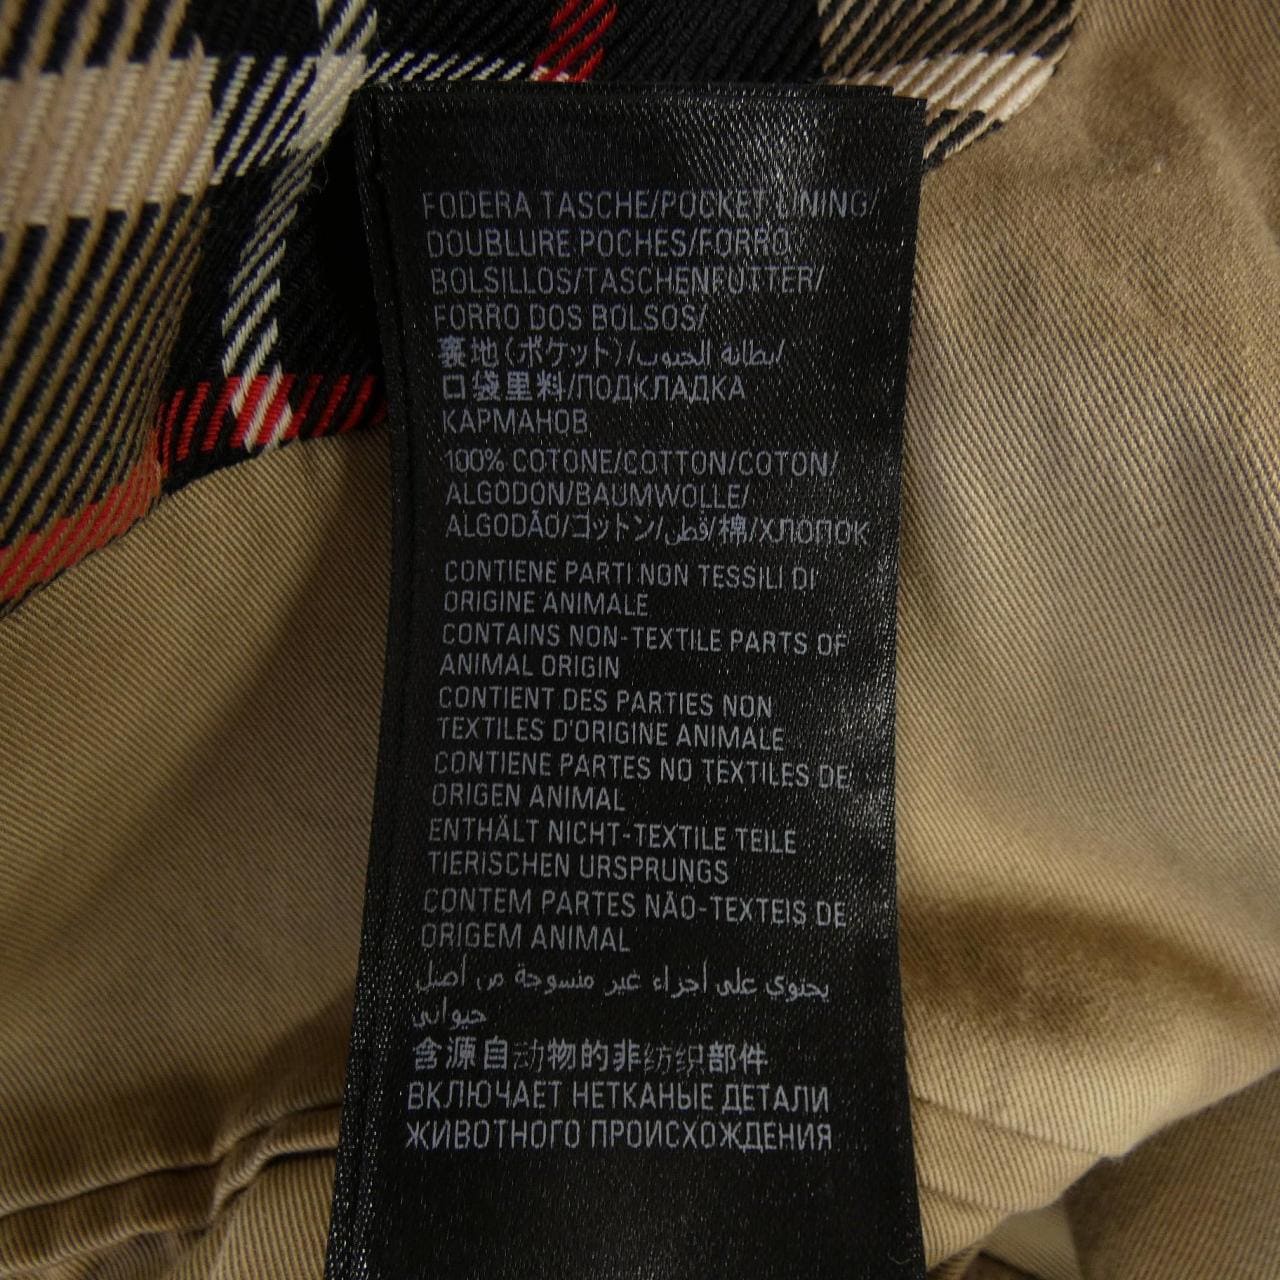 FODERA TASCHE/POCKET LINING/
DOUBLURE POCHES/FORRO
BOLSILLOS/TASCHENFUTTER/
FORRO DOS BOLSOS/
裏地(ポケット)/بطانة الجيوب/
口袋里料/ПОДКЛАДКА
КАРМАНОВ
100% COTONE/COTTON/COTON/
ALGODON/BAUMWOLLE/
ALGODÃO/コットン/قطن/棉/ХЛОПОК
CONTIENE PARTI NON TESSILI DI
ORIGINE ANIMALE
CONTAINS NON-TEXTILE PARTS OF
ANIMAL ORIGIN
CONTIENT DES PARTIES NON
TEXTILES D'ORIGINE ANIMALE
CONTIENE PARTES NO TEXTILES DE
ORIGEN ANIMAL
ENTHÄLT NICHT-TEXTILE TEILE
TIERISCHEN URSPRUNGS
CONTEM PARTES NÃO-TEXTEIS DE
ORIGEM ANIMAL
يحتوي على أجزاء غير منسوجة من أصل
حيواني
含源自动物的非纺织部件
ВКЛЮЧАЕТ НЕТКАНЫЕ ДЕТАЛИ
ЖИВОТНОГО ПРОИСХОЖДЕНИЯ